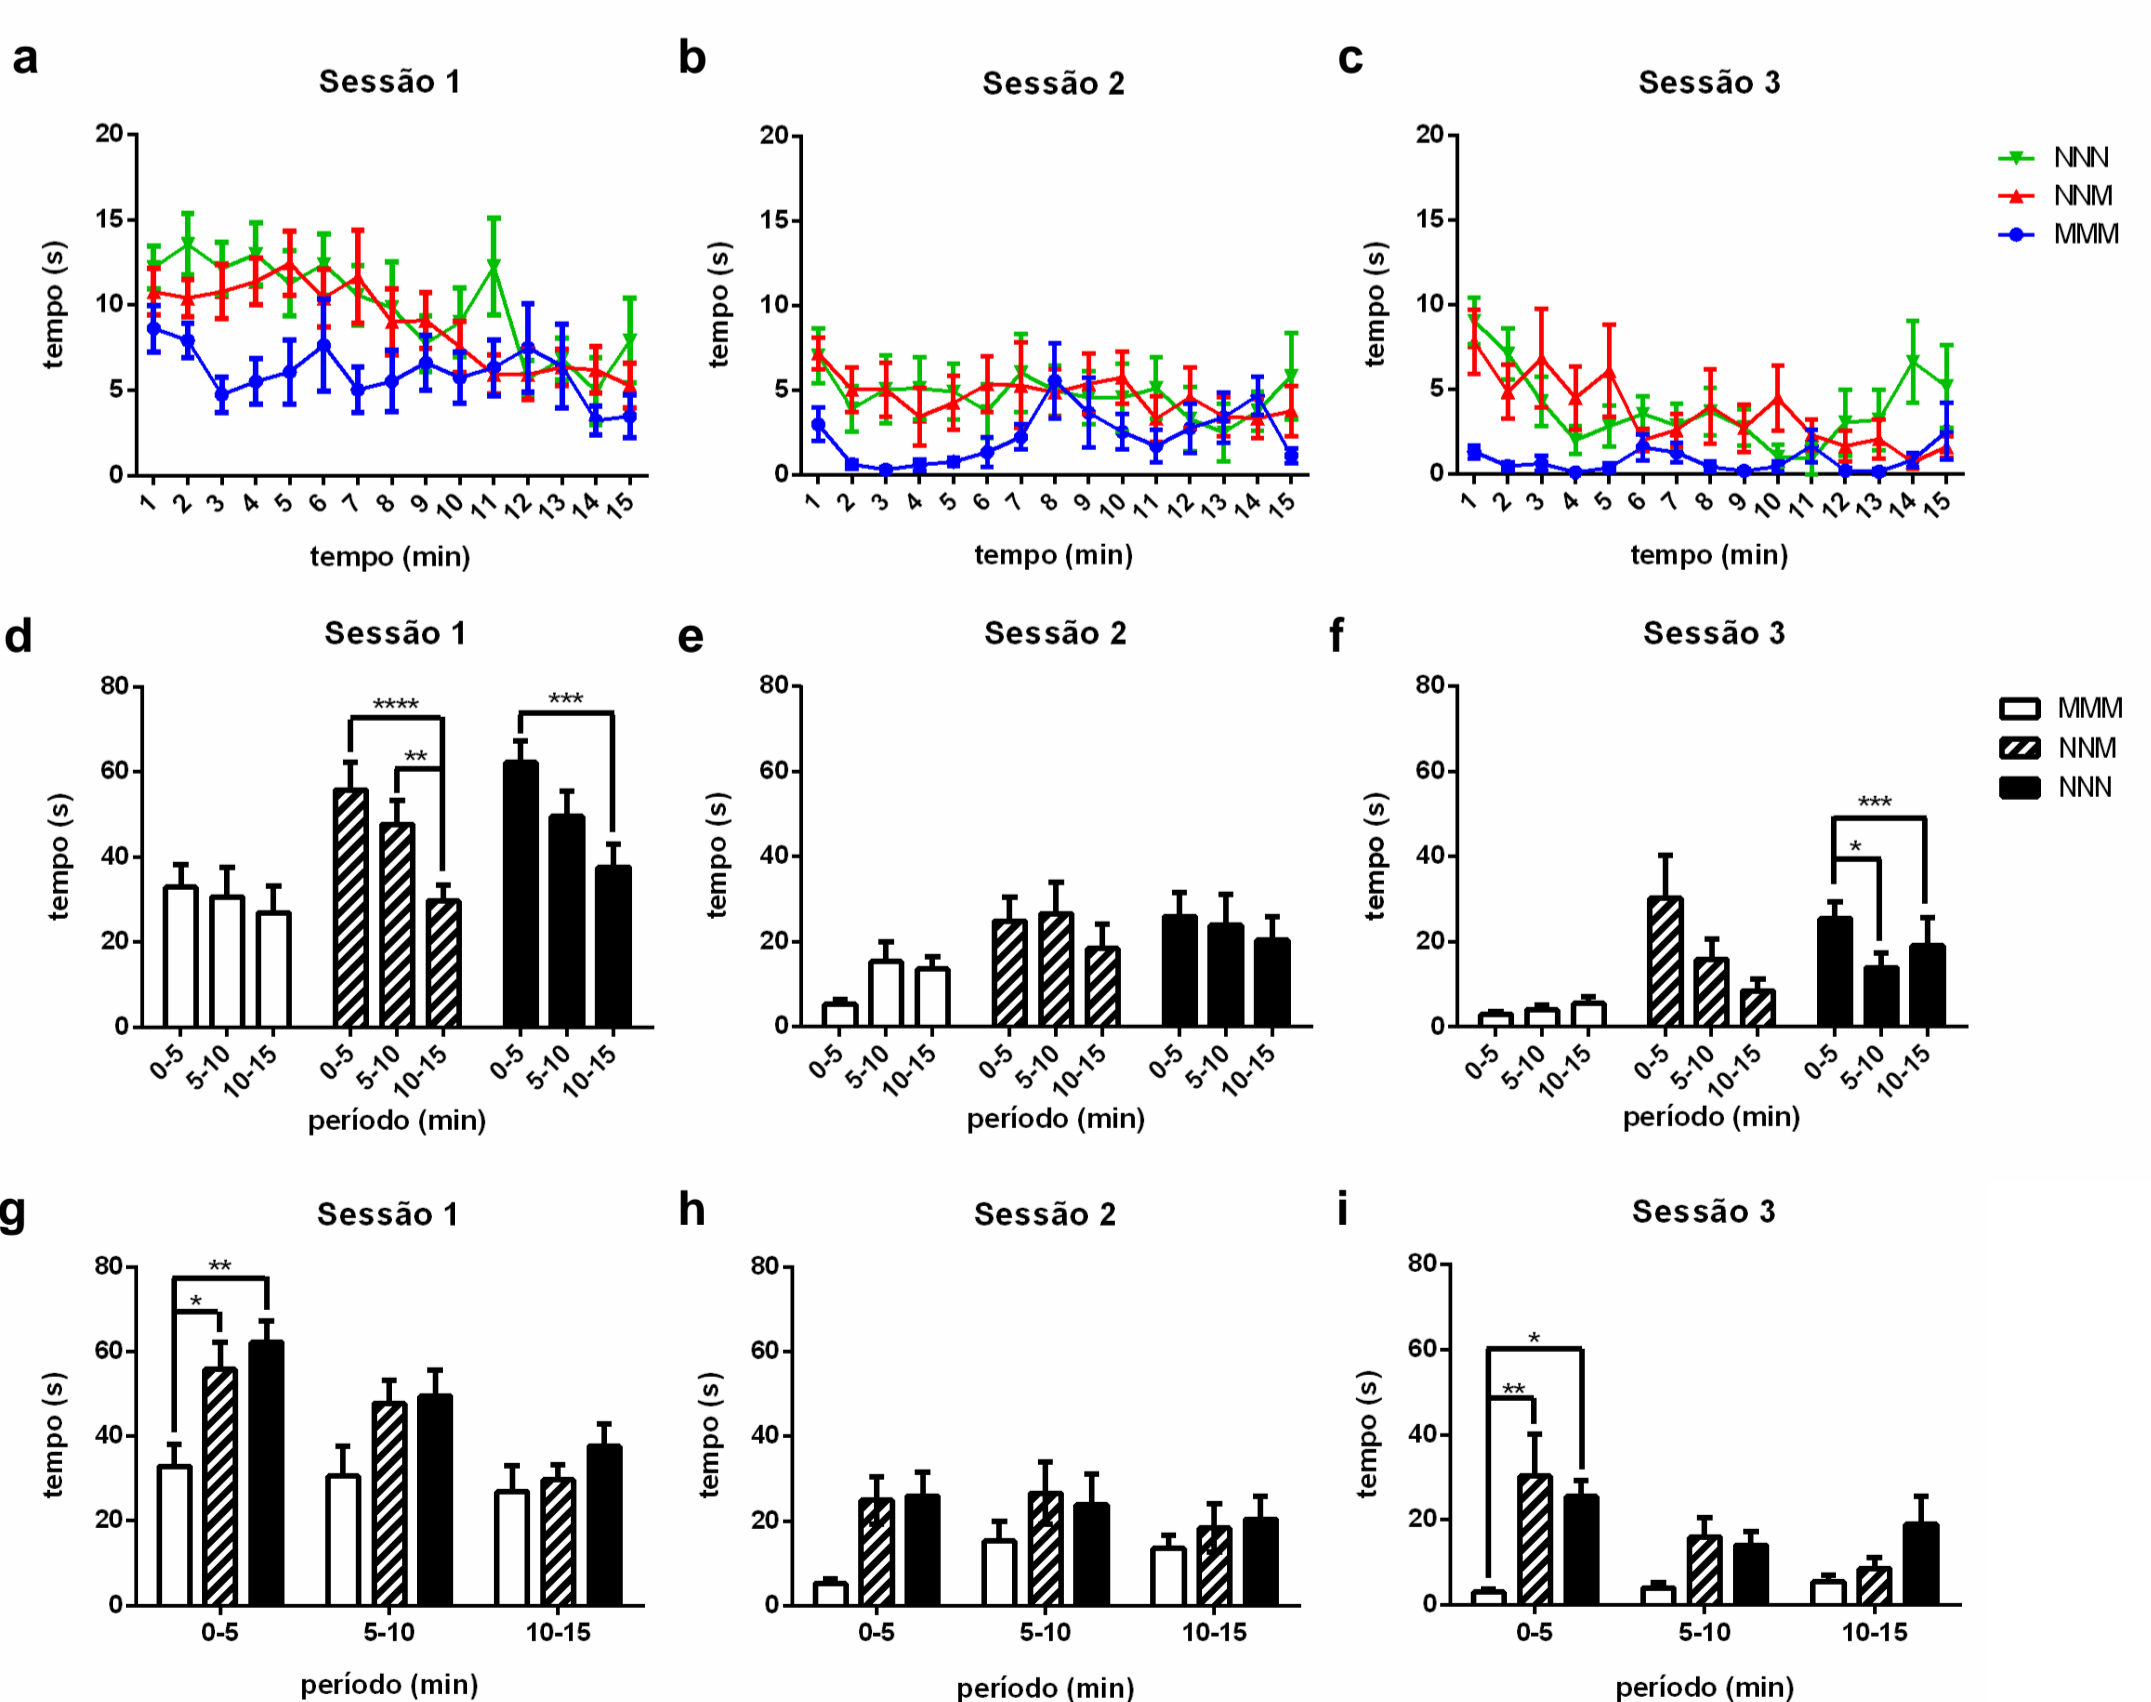 a
Sessão 1
20
15
10
5
0
tempo (s)
1 2 3 4 5 6 7 8 9 10 11 12 13 14 15
tempo (min)
b
Sessão 2
20
15
10
5
0
tempo (s)
1 2 3 4 5 6 7 8 9 10 11 12 13 14 15
tempo (min)
c
Sessão 3
20
15
10
5
0
tempo (s)
1 2 3 4 5 6 7 8 9 10 11 12 13 14 15
tempo (min)
NNN
NNM
MMM
d
Sessão 1
80
60
40
20
0
tempo (s)
****
**
***
0-5 5-10 10-15 0-5 5-10 10-15 0-5 5-10 10-15
período (min)
e
Sessão 2
80
60
40
20
0
tempo (s)
0-5 5-10 10-15 0-5 5-10 10-15 0-5 5-10 10-15
período (min)
f
Sessão 3
80
60
40
20
0
tempo (s)
***
*
0-5 5-10 10-15 0-5 5-10 10-15 0-5 5-10 10-15
período (min)
MMM
NNM
NNN
g
Sessão 1
80
60
40
20
0
tempo (s)
**
*
0-5 5-10 10-15
período (min)
h
Sessão 2
80
60
40
20
0
tempo (s)
0-5 5-10 10-15
período (min)
i
Sessão 3
80
60
40
20
0
tempo (s)
*
**
0-5 5-10 10-15
período (min)